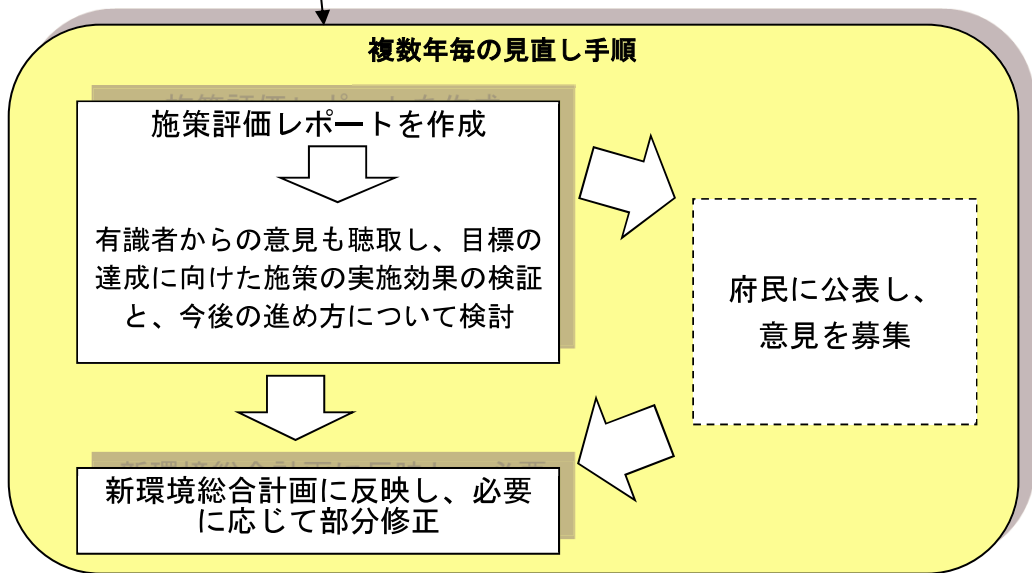 複数年毎の見直し手順
施策評価レポートを作成
有識者からの意見も聴取し、目標の
達成に向けた施策の実施効果の検証
と、今後の進め方について検討
府民に公表し、
意見を募集
新環境総合計画に反映し、必要
に応じて部分修正